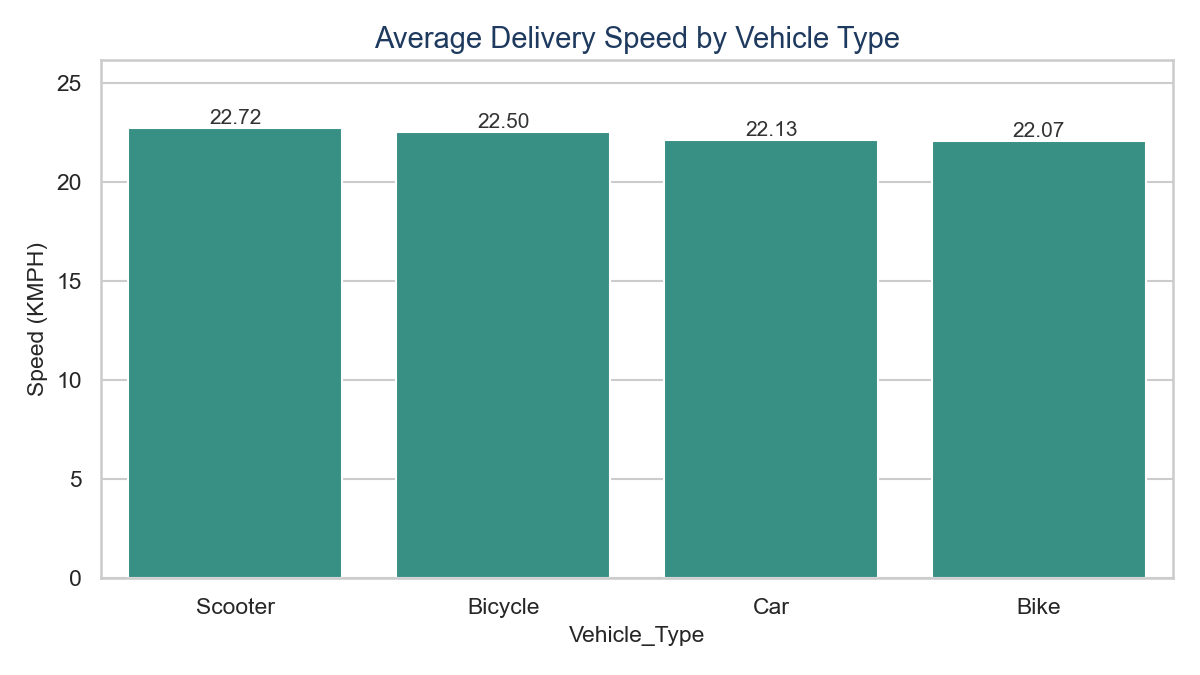 Average Delivery Speed by Vehicle Type
25
20
15
10
5
0
Speed (KMPH)
22.72
22.50
22.13
22.07
Scooter
Bicycle
Car
Bike
Vehicle_Type